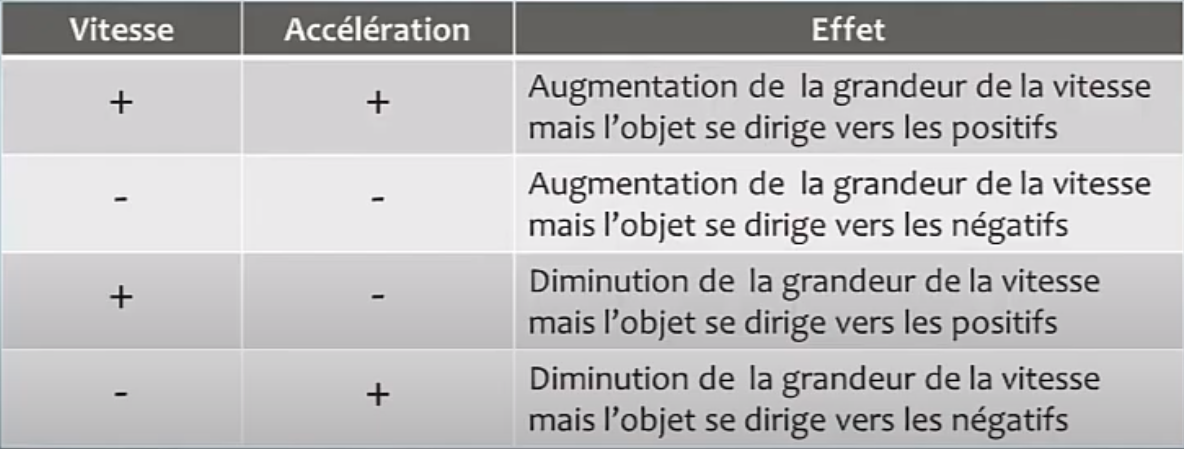 Vitesse Accélération Effet
+ + Augmentation de la grandeur de la vitesse
mais l'objet se dirige vers les positifs
- - Augmentation de la grandeur de la vitesse
mais l'objet se dirige vers les négatifs
+ - Diminution de la grandeur de la vitesse
mais l'objet se dirige vers les positifs
- + Diminution de la grandeur de la vitesse
mais l'objet se dirige vers les négatifs